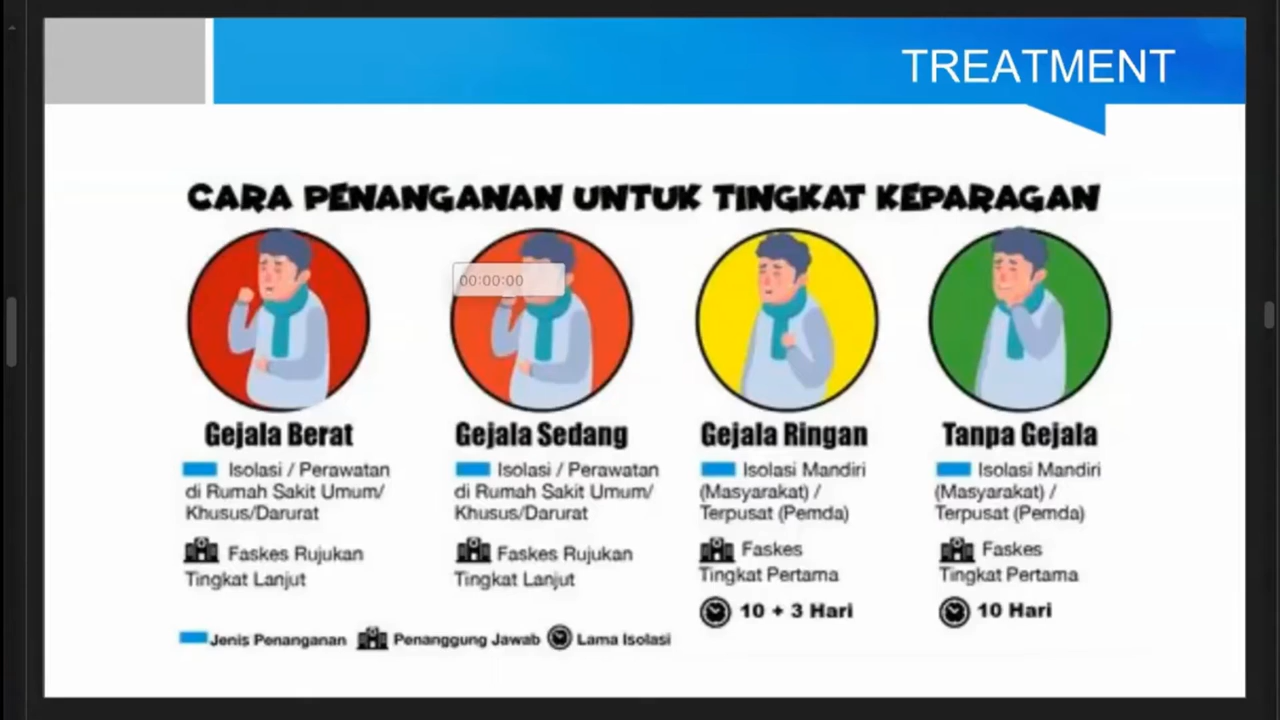 TREATMENT
CARA PENANGANAN UNTUK TINGKAT KEPARAGAN
00:00:00
Gejala Berat
Isolasi / Perawatan
di Rumah Sakit Umum/
Khusus/Darurat
Faskes Rujukan
Tingkat Lanjut
Gejala Sedang
Isolasi / Perawatan
di Rumah Sakit Umum/
Khusus/Darurat
Faskes Rujukan
Tingkat Lanjut
Gejala Ringan
Isolasi Mandiri
(Masyarakat) /
Terpusat (Pemda)
Faskes
Tingkat Pertama
10 + 3 Hari
Tanpa Gejala
Isolasi Mandiri
(Masyarakat) /
Terpusat (Pemda)
Faskes
Tingkat Pertama
10 Hari
Jenis Penanganan Penanggung Jawab Lama Isolasi